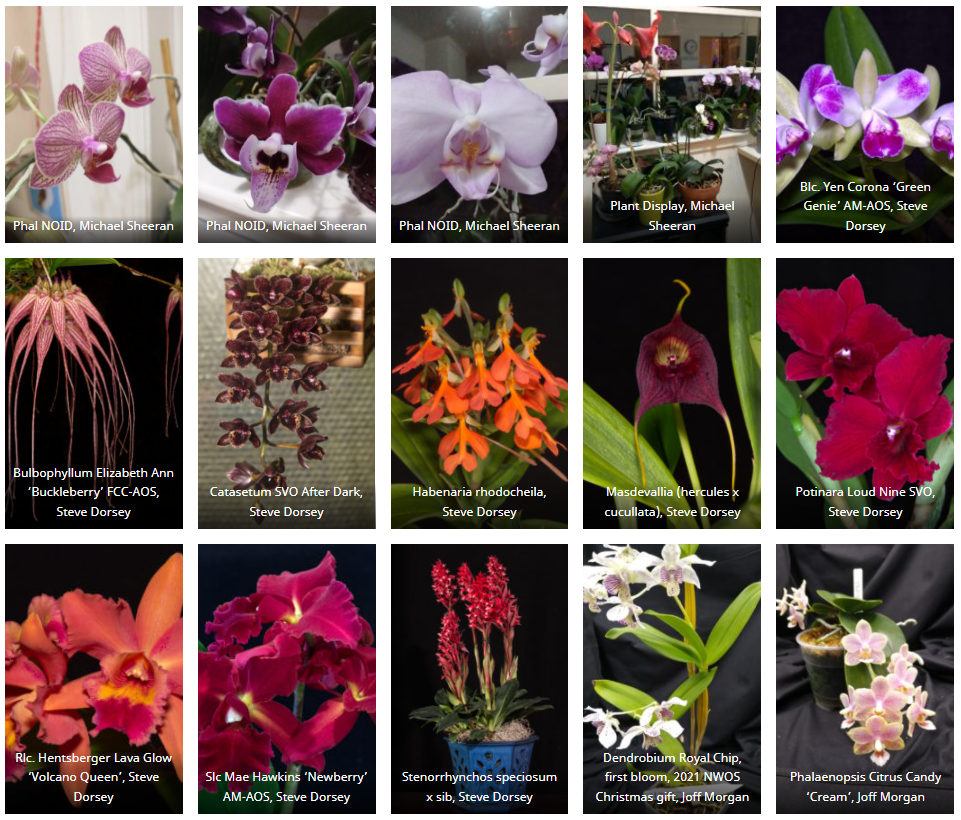 Phal NOID, Michael Sheeran
Phal NOID, Michael Sheeran
Phal NOID, Michael Sheeran
Plant Display, Michael
Sheeran
Blc. Yen Corona ‘Green
Genie’ AM-AOS, Steve
Dorsey
Bulbophyllum Elizabeth Ann
‘Buckleberry’ FCC-AOS,
Steve Dorsey
Catasetum SVO After Dark,
Steve Dorsey
Habenaria rhodocheila,
Steve Dorsey
Masdevallia (hercules x
cucullata), Steve Dorsey
Potinara Loud Nine SVO,
Steve Dorsey
Rlc. Hentsberger Lava Glow
‘Volcano Queen’, Steve
Dorsey
Slc Mae Hawkins ‘Newberry’
AM-AOS, Steve Dorsey
Stenorrhynchos speciosum
x sib, Steve Dorsey
Dendrobium Royal Chip,
first bloom, 2021 NWOS
Christmas gift, Joff Morgan
Phalaenopsis Citrus Candy
‘Cream’, Joff Morgan